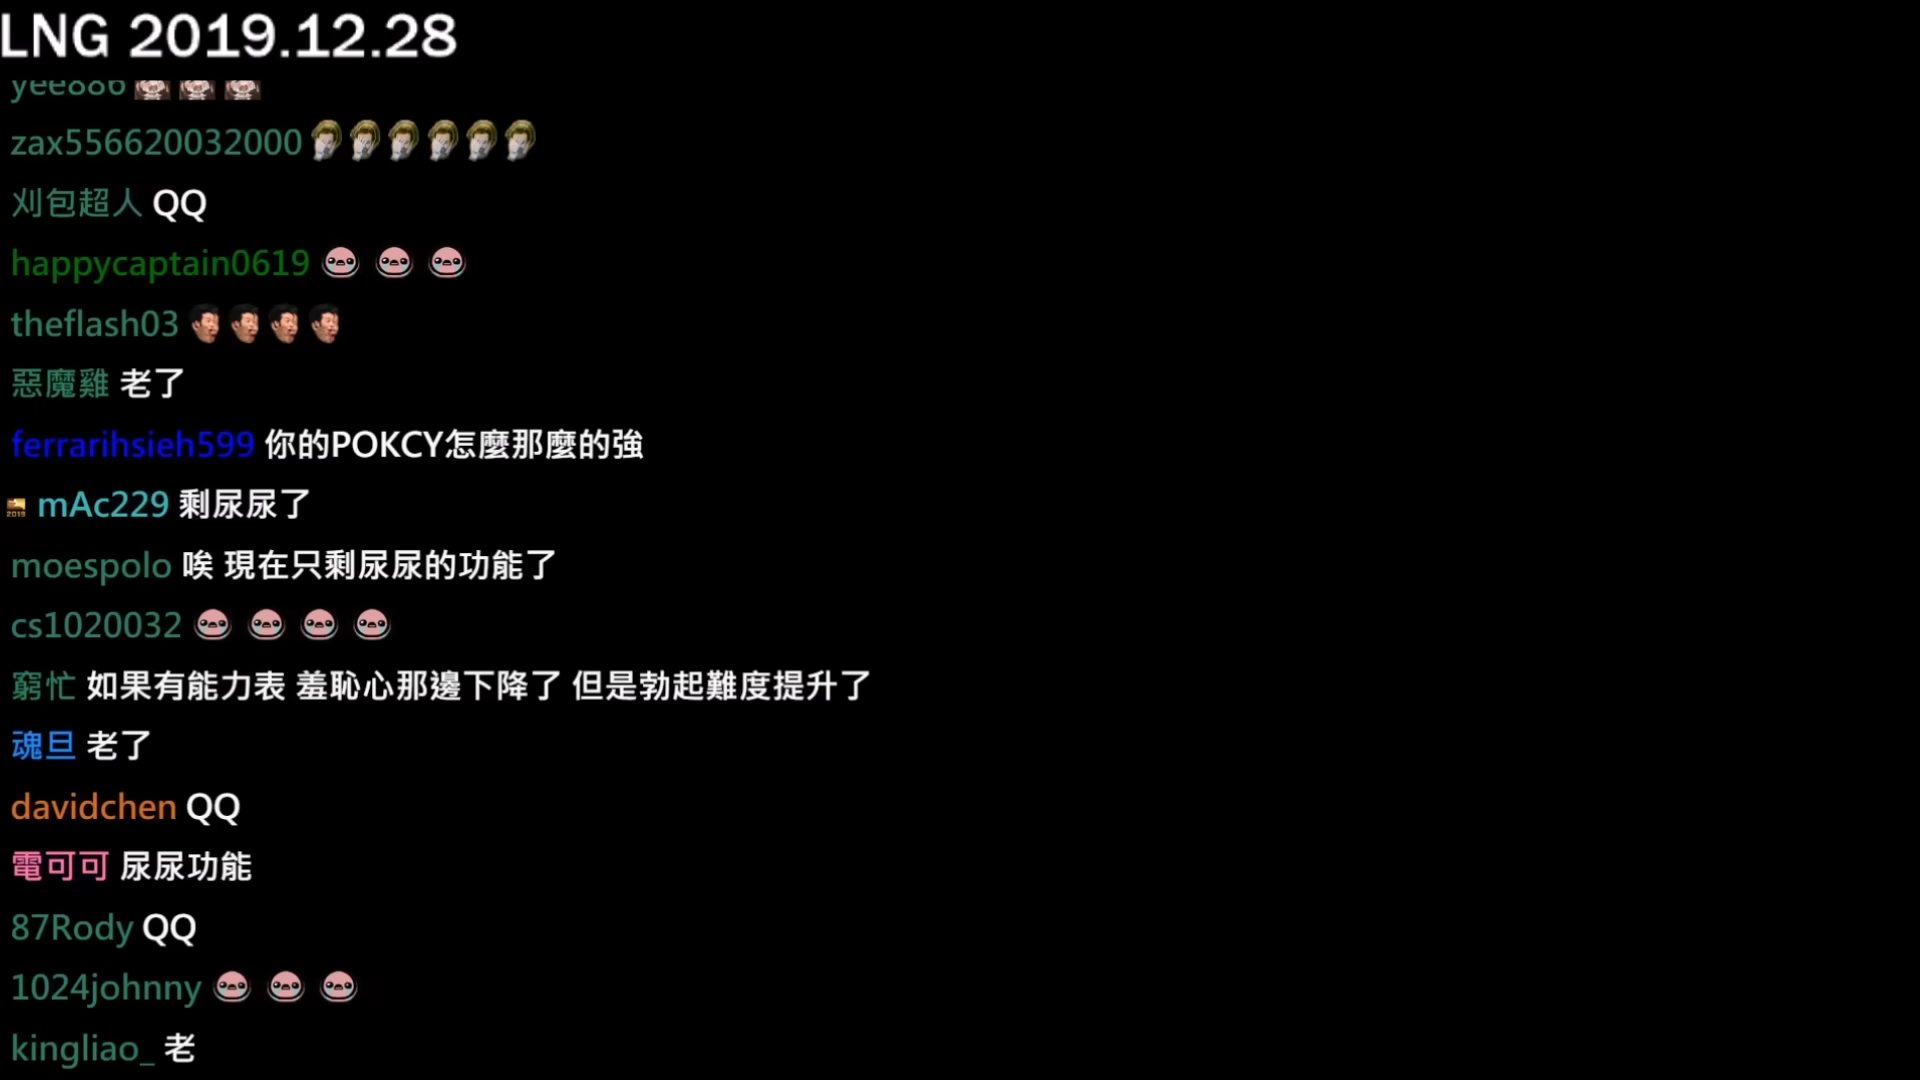 LNG 2019.12.28
yee886
zax556620032000
刈包超人 QQ
happycaptain0619
theflash03
惡魔雞 老了
ferrarihsieh599 你的POKCY怎麼那麼的強
2019 mAc229 剩尿尿了
moespolo 唉 現在只剩尿尿的功能了
cs1020032
窮忙 如果有能力表 羞恥心那邊下降了 但是勃起難度提升了
魂旦 老了
davidchen QQ
電可可 尿尿功能
87Rody QQ
1024johnny
kingliao_ 老